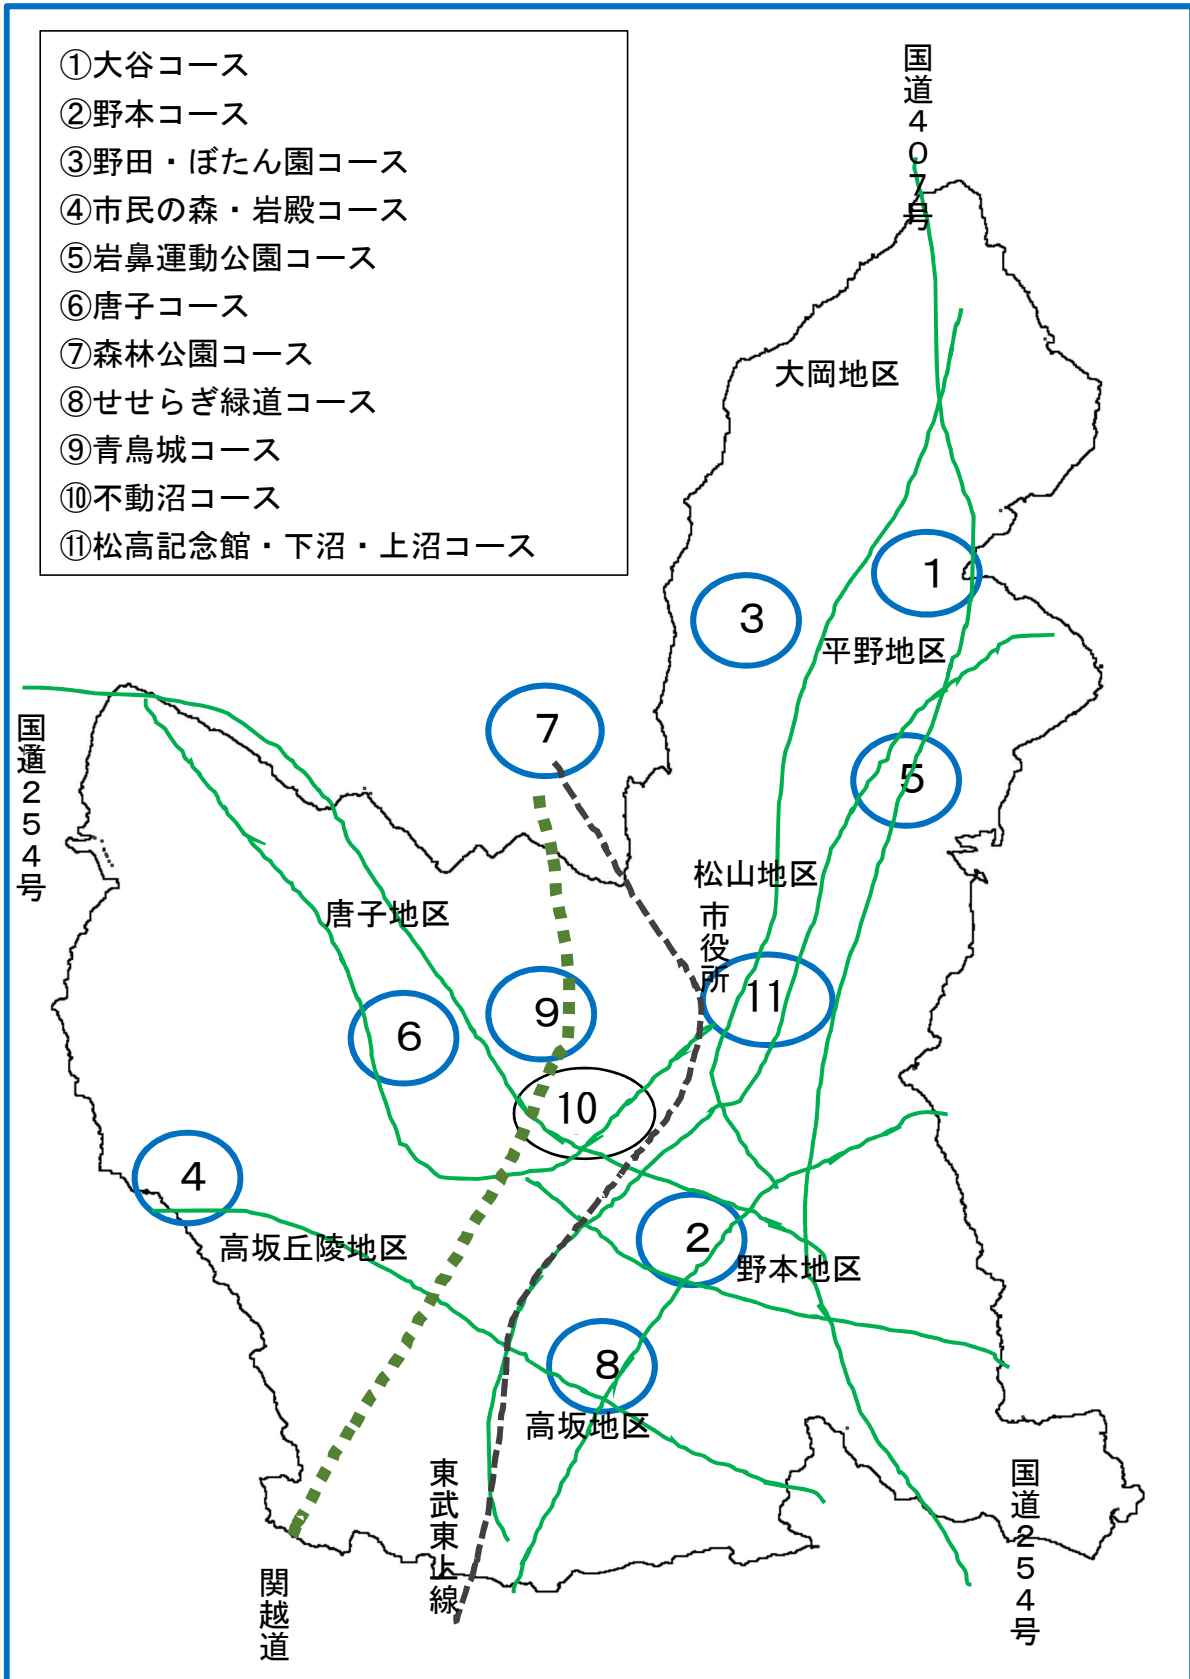 ①大谷コース
②野本コース
③野田・ぼたん園コース
④市民の森・岩殿コース
⑤岩鼻運動公園コース
⑥唐子コース
⑦森林公園コース
⑧せせらぎ緑道コース
⑨青鳥城コース
⑩不動沼コース
⑪松高記念館・下沼・上沼コース
国道407号
大岡地区
1
3
平野地区
国道254号
7
5
松山地区
市役所
唐子地区
11
9
6
10
4
高坂丘陵地区
2
野本地区
8
高坂地区
東武東上線
国道254号
関越道